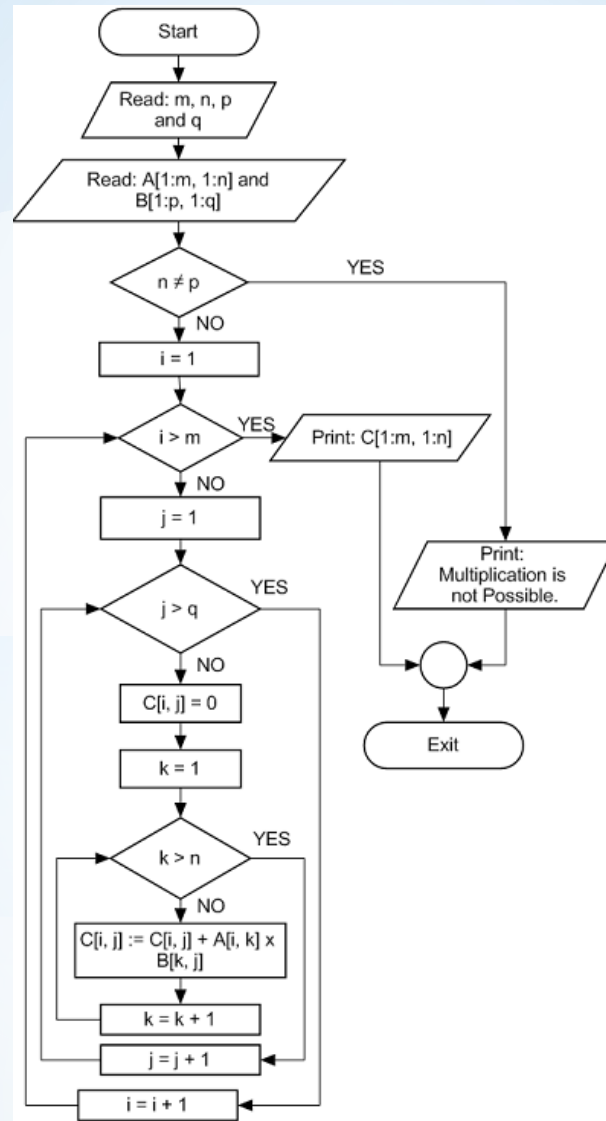 Start
Read: m, n, p
and q
Read: A[1:m, 1:n] and
B[1:p, 1:q]
n ≠ p
YES
NO
i = 1
i > m
YES
Print: C[1:m, 1:n]
NO
j = 1
j > q
YES
Print:
Multiplication is
not Possible.
NO
C[i, j] = 0
Exit
k = 1
k > n
YES
NO
C[i, j] := C[i, j] + A[i, k] x
B[k, j]
k = k + 1
j = j + 1
i = i + 1